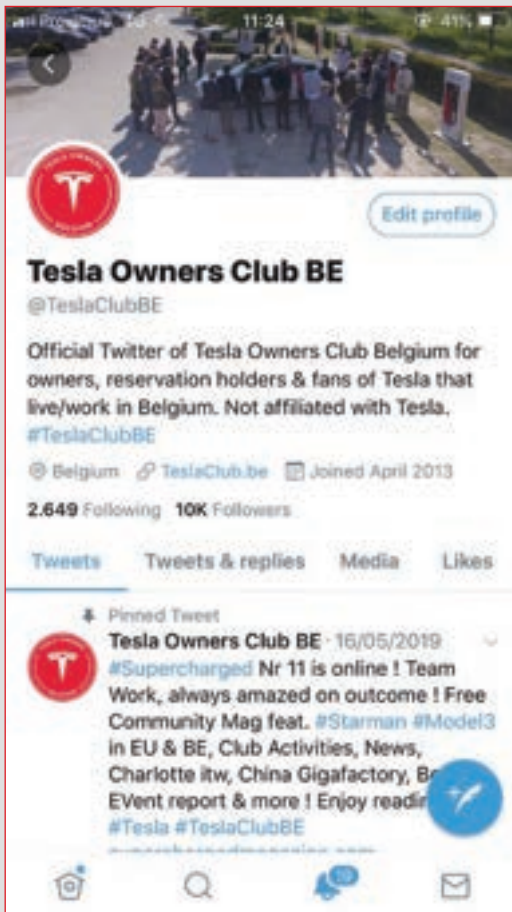 11:24
41%
Edit profile
Tesla Owners Club BE
@TeslaClubBE
Official Twitter of Tesla Owners Club Belgium for
owners, reservation holders & fans of Tesla that
live/work in Belgium. Not affiliated with Tesla.
#TeslaClubBE
Belgium TeslaClub.be Joined April 2013
2.649 Following 10K Followers
Tweets Tweets & replies Media Likes
Pinned Tweet
Tesla Owners Club BE · 16/05/2019
#Supercharged Nr 11 is online ! Team
Work, always amazed on outcome ! Free
Community Mag feat. #Starman #Model3
in EU & BE, Club Activities, News,
Charlotte itw, China Gigafactory,
EVent report & more ! Enjoy
#Tesla #TeslaClubBE